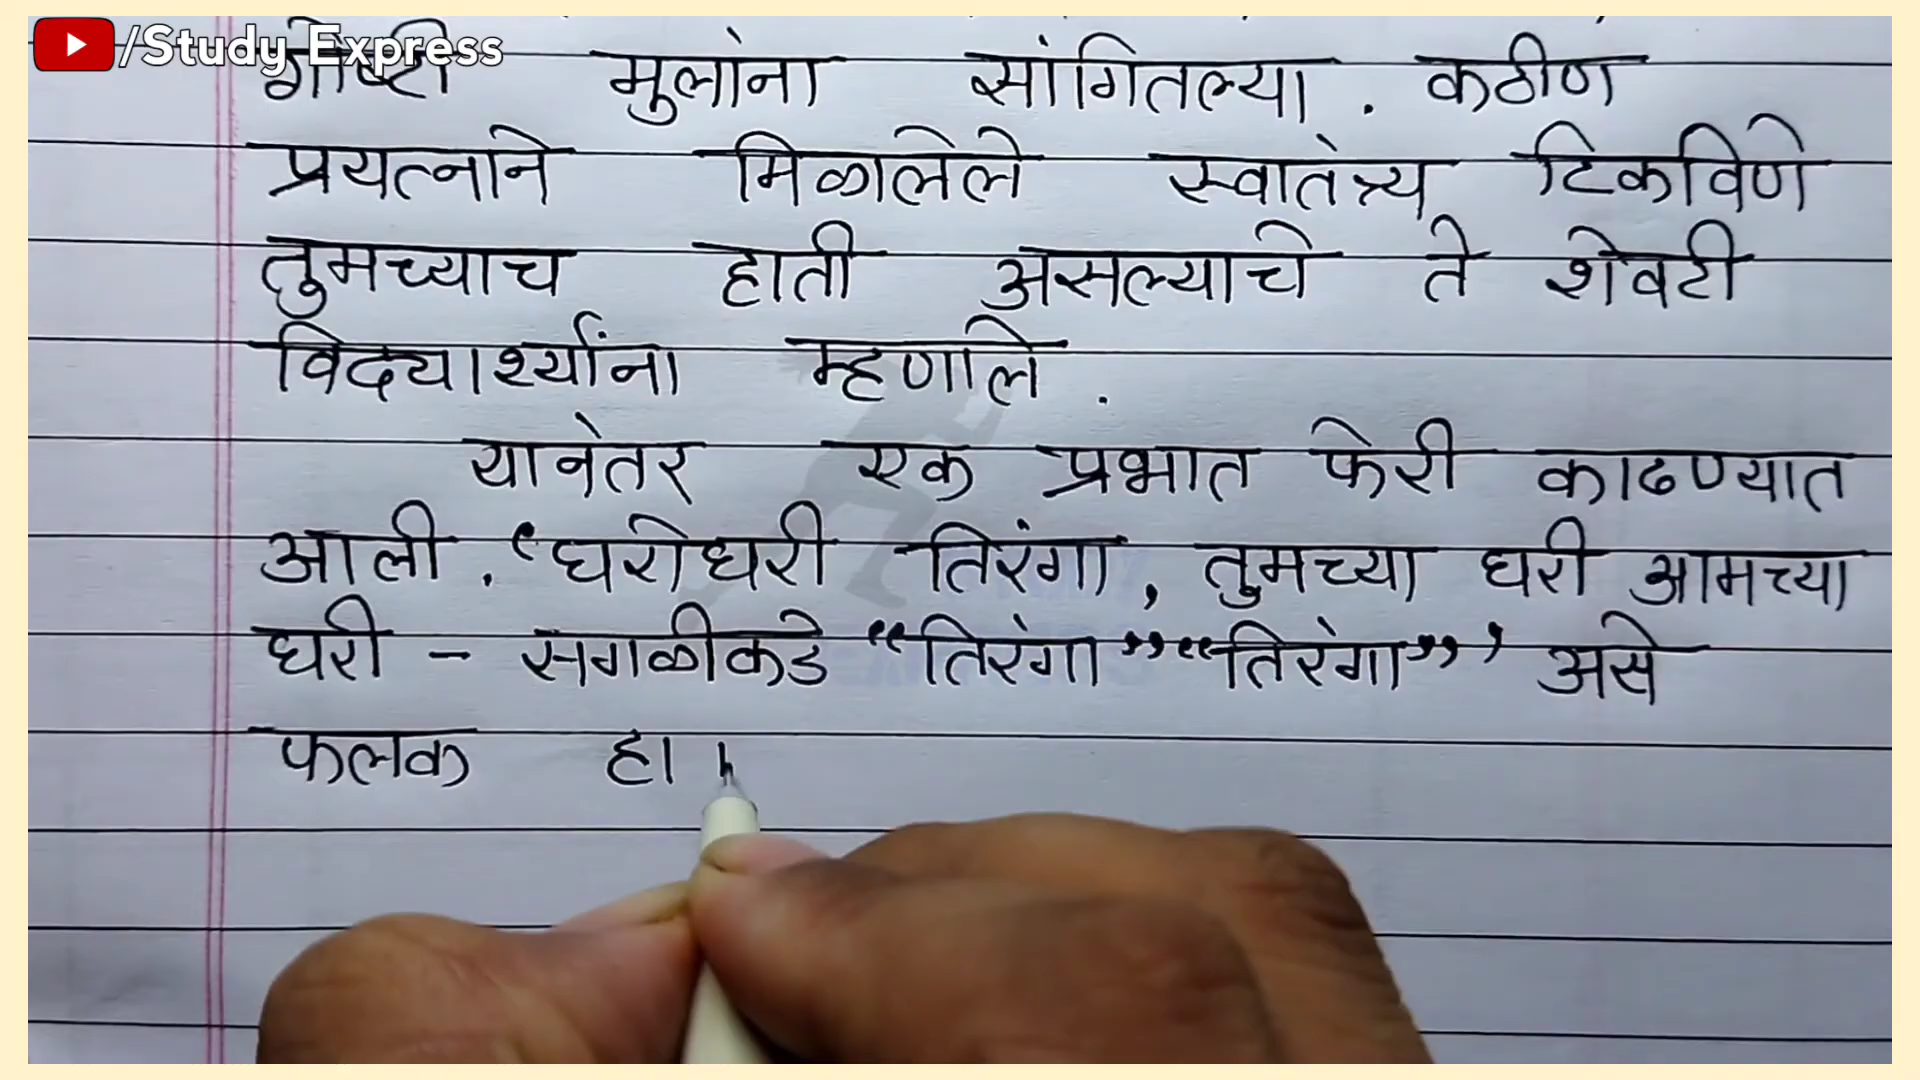 /Study Express
गोष्टी मुलांना सांगितल्या. कठीण
प्रयत्नाने मिळालेले स्वातंत्र्य टिकविणे
तुमच्याच हाती असल्याचे ते शेवटी
विद्यार्थ्यांना म्हणाले.
यानंतर एक प्रभात फेरी काढण्यात
आली. ‘घरोघरी तिरंगा, तुमच्या घरी आमच्या
घरी - सगळीकडे “तिरंगा” “तिरंगा”’ असे
फलक हा